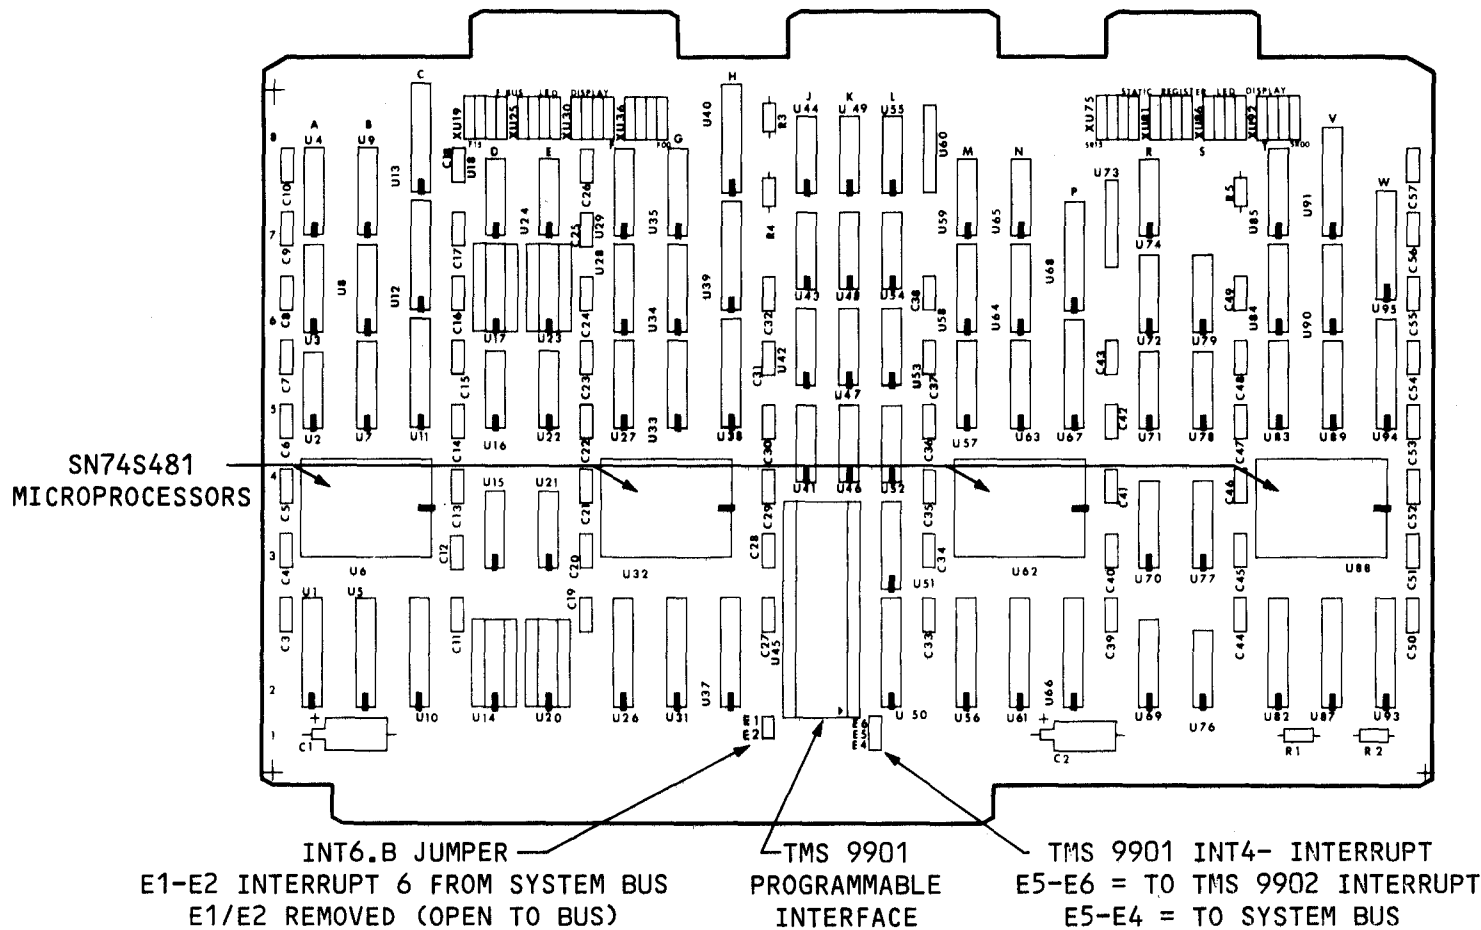 C
H
F BUS LED DISPLAY
STATIC REGISTER LED DISPLAY
J K L
U44 U49 U55
XU19 XU25 XU30 XU36
XU75 XU81 XU86 XU92
U40
R3
U60
F15 F F00
SR15 SR00
8
A B
U4 U9
U13
C18 U18
D E G
M N
R S V
P
W
C10 U24 C26 U29 U35
U59 U65 U73 R5 U85 U91 C57
7
C9 C17 C25 U28 R4
U74
U8 U12 U39
U43 U48 U54
U68 C56
6
C8 C16 C24 U34 C32
C38 U58 U64 C49 U84 U90 U95 C55
U3 U17 U23
U72 U79
C7 C15 C23 C31 U42 U47 U53 C37 C43 C48 C54
5
U2 U7 U11 U16 U22 U27 U33 U38
U57 U63 U67 U71 U78 U83 U89 U94
C6 C14 C22 C30 C36 C42 C47 C53
SN74S481
MICROPROCESSORS
4
U15 U21
U41 U46 U52
C5 C13 C21 C29 C35 C41 C46 C52
3
C4 C12 C20 C28 C34 C40 C45 C51
U6 U32 U51 U62 U70 U77 U88
U1 U5
C19
C3 C11 C27 U45 C33 C39 C44 C50
2
U10 U14 U20 U26 U31 U37
U50 U56 U61 U66 U69 U76 U82 U87 U93
1
+
C1
E1
E2
E6
E5
E4
+
C2
R1 R2
INT6.B JUMPER
E1-E2 INTERRUPT 6 FROM SYSTEM BUS
E1/E2 REMOVED (OPEN TO BUS)
TMS 9901
PROGRAMMABLE
INTERFACE
TMS 9901 INT4- INTERRUPT
E5-E6 = TO TMS 9902 INTERRUPT
E5-E4 = TO SYSTEM BUS